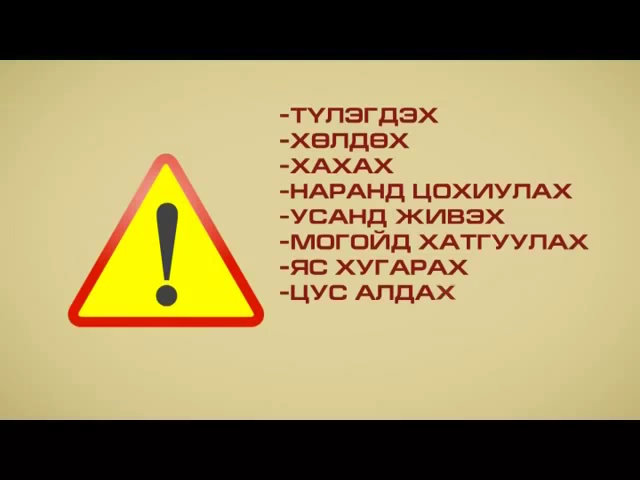 -ТҮЛЭГДЭХ
-ХӨЛДӨХ
-ХАХАХ
-НАРАНД ЦОХИУЛАХ
-УСАНД ЖИВЭХ
-МОГОЙД ХАТГУУЛАХ
-ЯС ХУГАРАХ
-ЦУС АЛДАХ